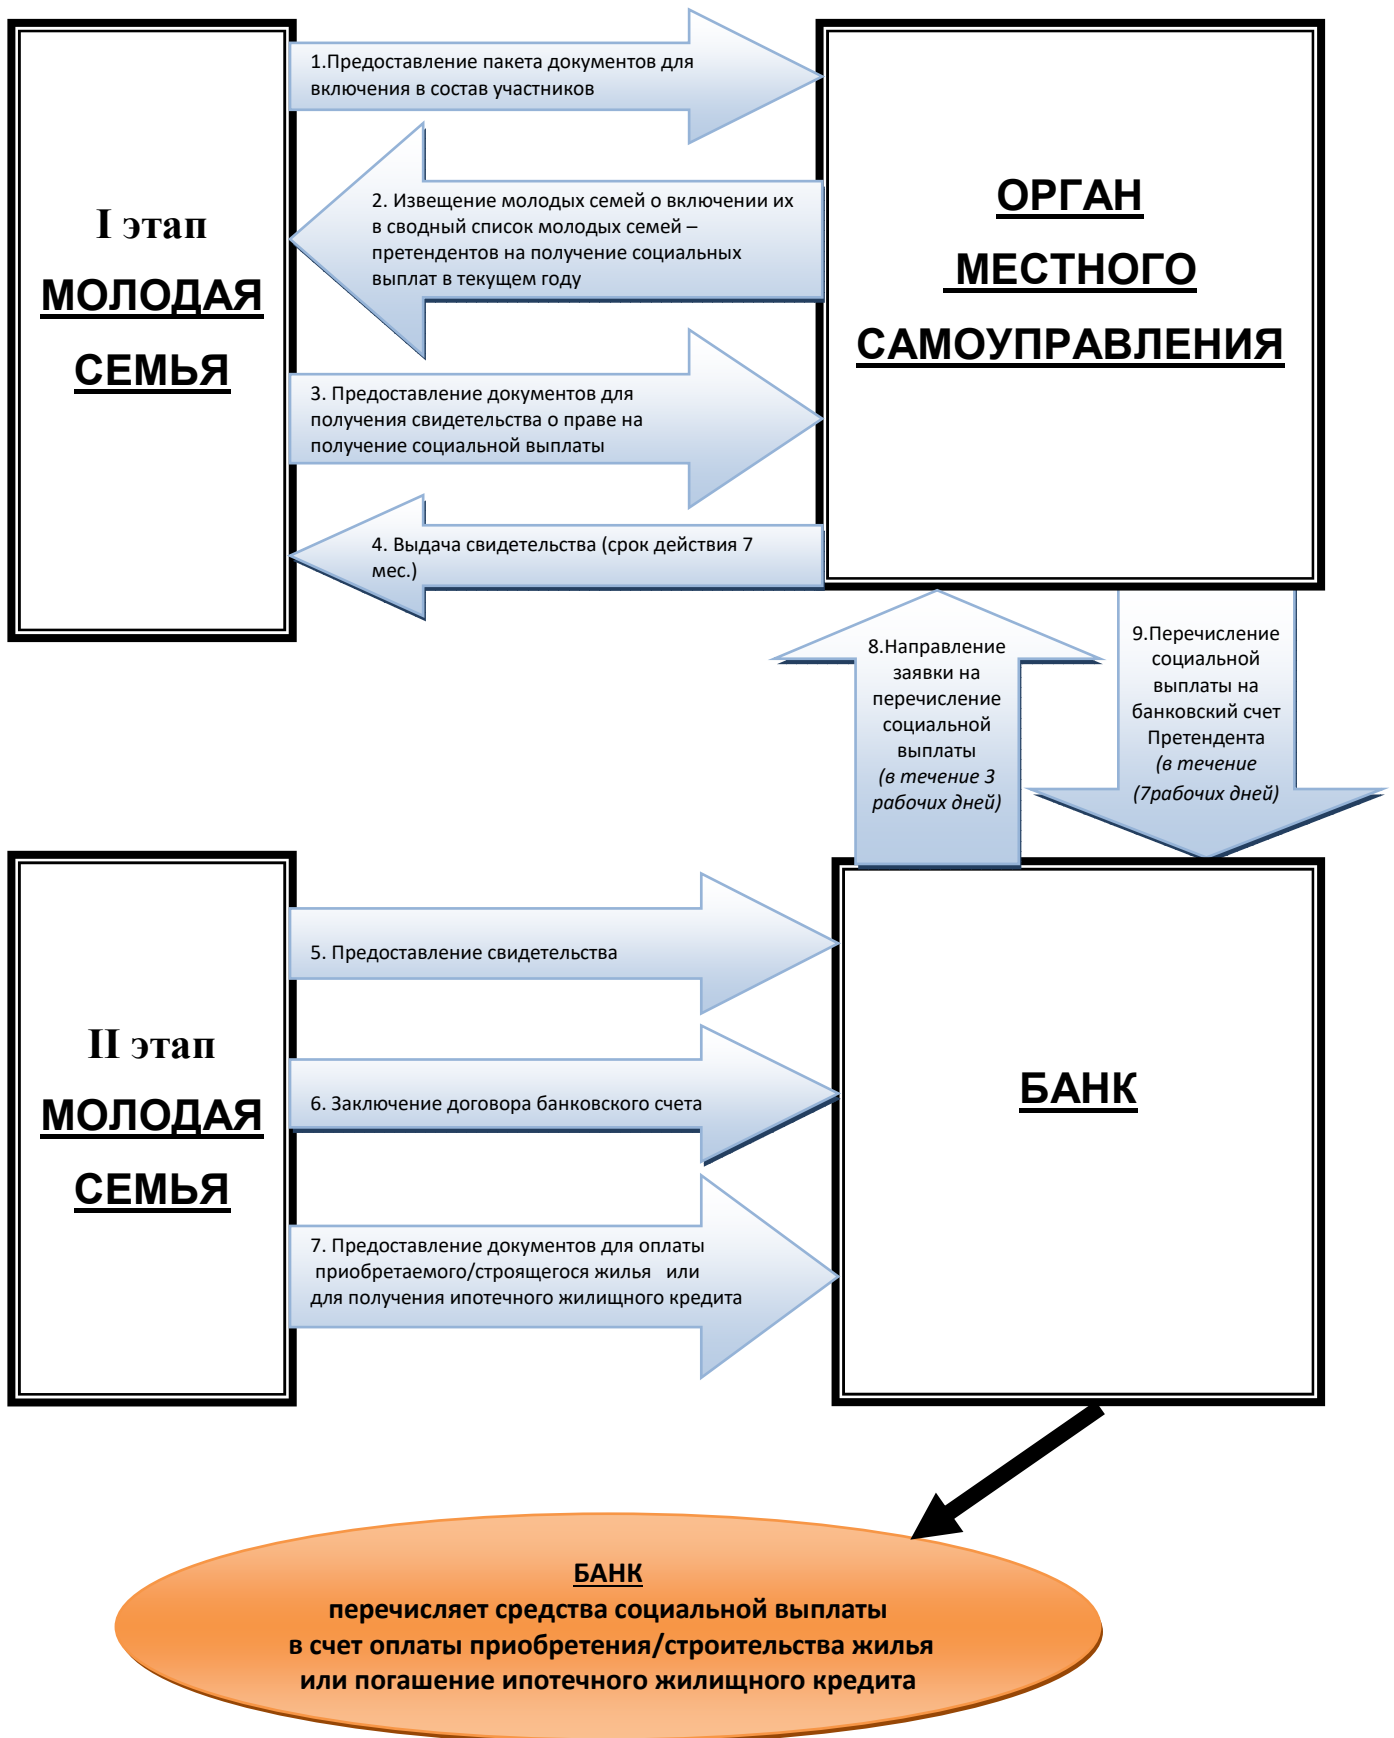 I этап
МОЛОДАЯ
СЕМЬЯ
1.Предоставление пакета документов для
включения в состав участников
2. Извещение молодых семей о включении их
в сводный список молодых семей –
претендентов на получение социальных
выплат в текущем году
3. Предоставление документов для
получения свидетельства о праве на
получение социальной выплаты
4. Выдача свидетельства (срок действия 7
мес.)
ОРГАН
МЕСТНОГО
САМОУПРАВЛЕНИЯ
8.Направление
заявки на
перечисление
социальной
выплаты
(в течение 3
рабочих дней)
9.Перечисление
социальной
выплаты на
банковский счет
Претендента
(в течение
(7рабочих дней)
II этап
МОЛОДАЯ
СЕМЬЯ
5. Предоставление свидетельства
6. Заключение договора банковского счета
7. Предоставление документов для оплаты
приобретаемого/строящегося жилья или
для получения ипотечного жилищного кредита
БАНК
БАНК
перечисляет средства социальной выплаты
в счет оплаты приобретения/строительства жилья
или погашение ипотечного жилищного кредита